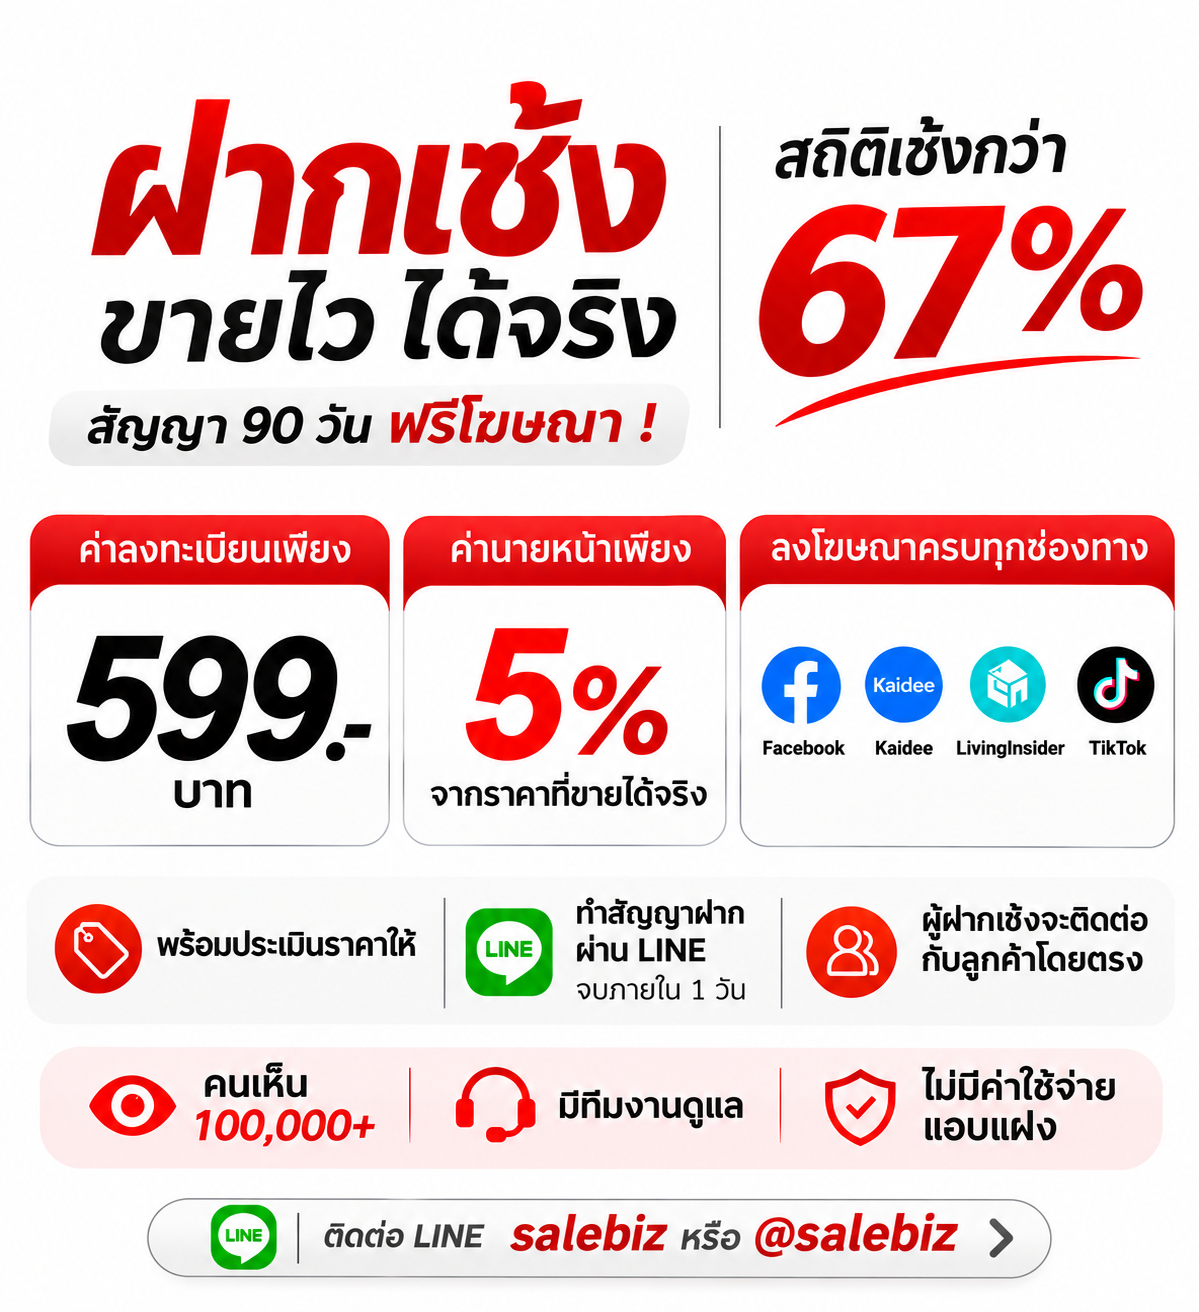 ฝากเซ้ง
ขายไว ได้จริง
สัญญา 90 วัน ฟรีโฆษณา !
สถิติเซ้งกว่า
67%
ค่าลงทะเบียนเพียง
599.-
บาท
ค่านายหน้าเพียง
5%
จากราคาที่ขายได้จริง
ลงโฆษณาครบทุกช่องทาง
Kaidee
Facebook
Kaidee
LivingInsider
TikTok
พร้อมประเมินราคาให้
LINE
ทำสัญญาฝาก
ผ่าน LINE
จบภายใน 1 วัน
ผู้ฝากเซ้งจะติดต่อ
กับลูกค้าโดยตรง
คนเห็น
100,000+
มีทีมงานดูแล
ไม่มีค่าใช้จ่าย
แอบแฝง
LINE
ติดต่อ LINE salebiz หรือ @salebiz